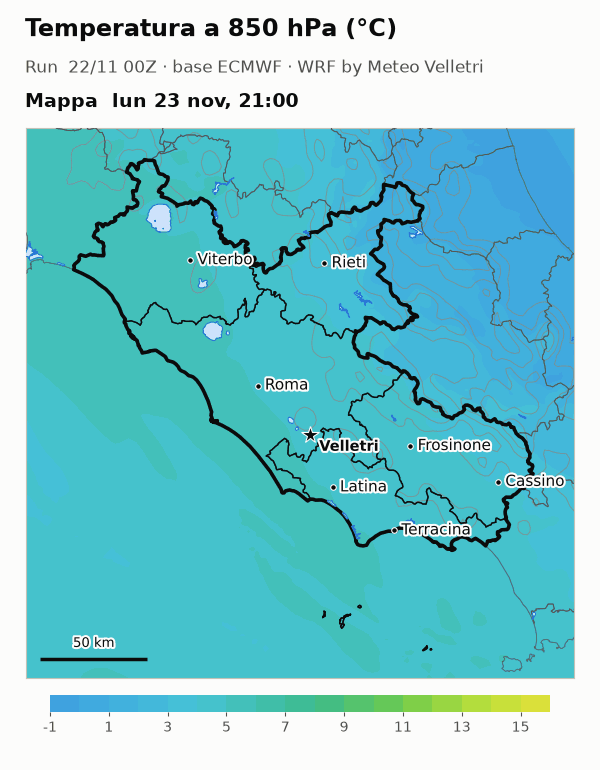 Temperatura a 850 hPa (°C)
Run  22/11 00Z · base ECMWF · WRF by Meteo Velletri
Mappa  lun 23 nov, 21:00
Viterbo
Rieti
Roma
Velletri
Frosinone
Cassino
Latina
Terracina
50 km
-1 1 3 5 7 9 11 13 15